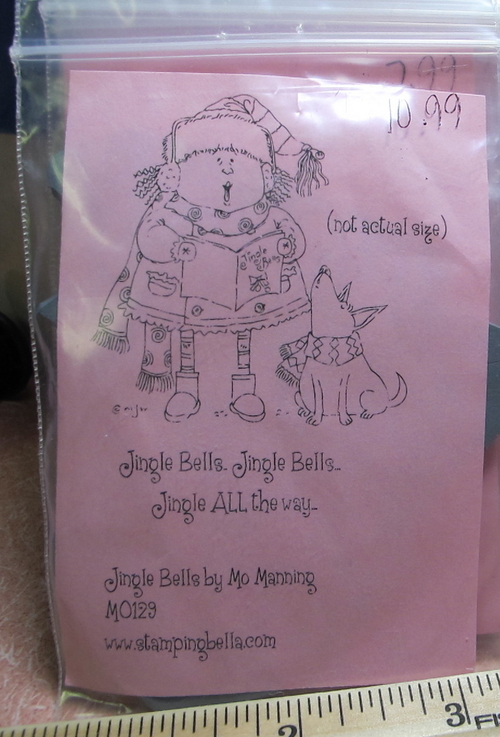 7.99
10.99
(not actual size)
Jingle
Bells
Jingle Bells.. Jingle Bells...
Jingle ALL the way...
Jingle Bells by Mo Manning
MO129
www.stampingbella.com
2
3